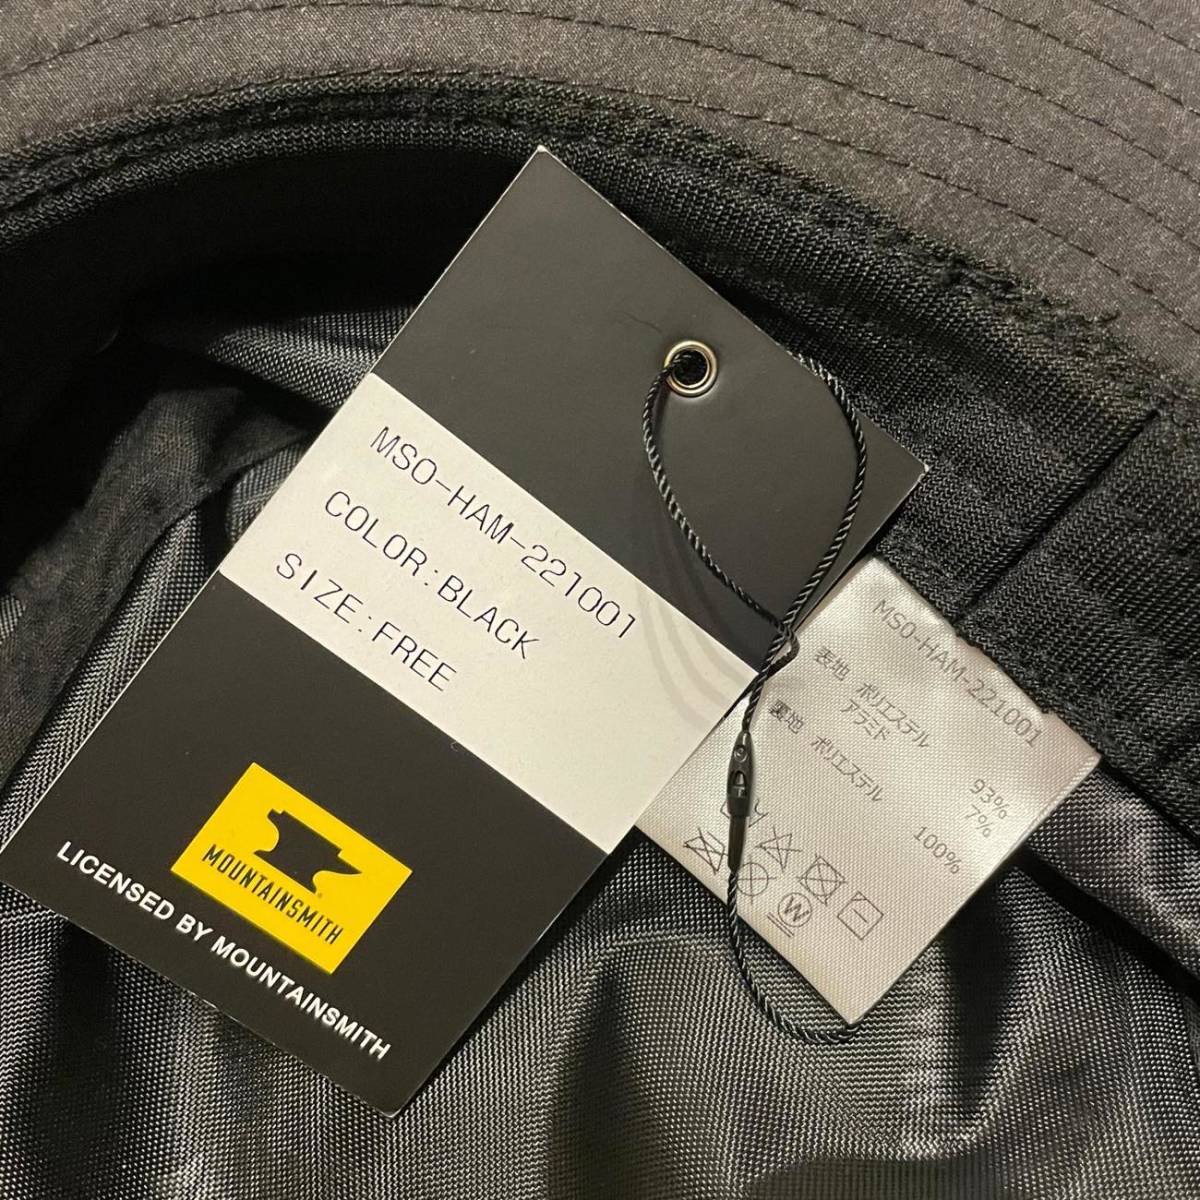 MSO-HAM-221001
COLOR:BLACK
SIZE:FREE
MOUNTAINSMITH
LICENSED BY MOUNTAINSMITH
MSO-HAM-221001
表地 ポリエステル 93%
アラミド 7%
裏地 ポリエステル 100%
W